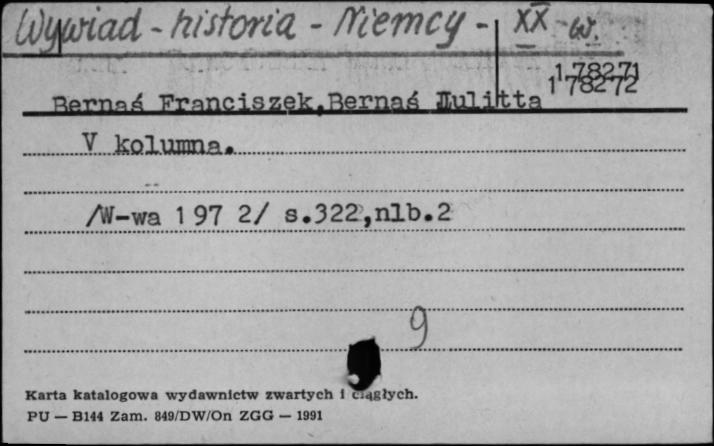 Wywiad - historia - Niemcy - XX w.
178271
178272
Bernaś Franciszek, Bernaś Julitta
V kolumna.
/W-wa 1972/ s.322,nlb.2
9
Karta katalogowa wydawnictw zwartych i ciągłych.
PU — B144 Zam. 849/DW/On ZGG — 1991